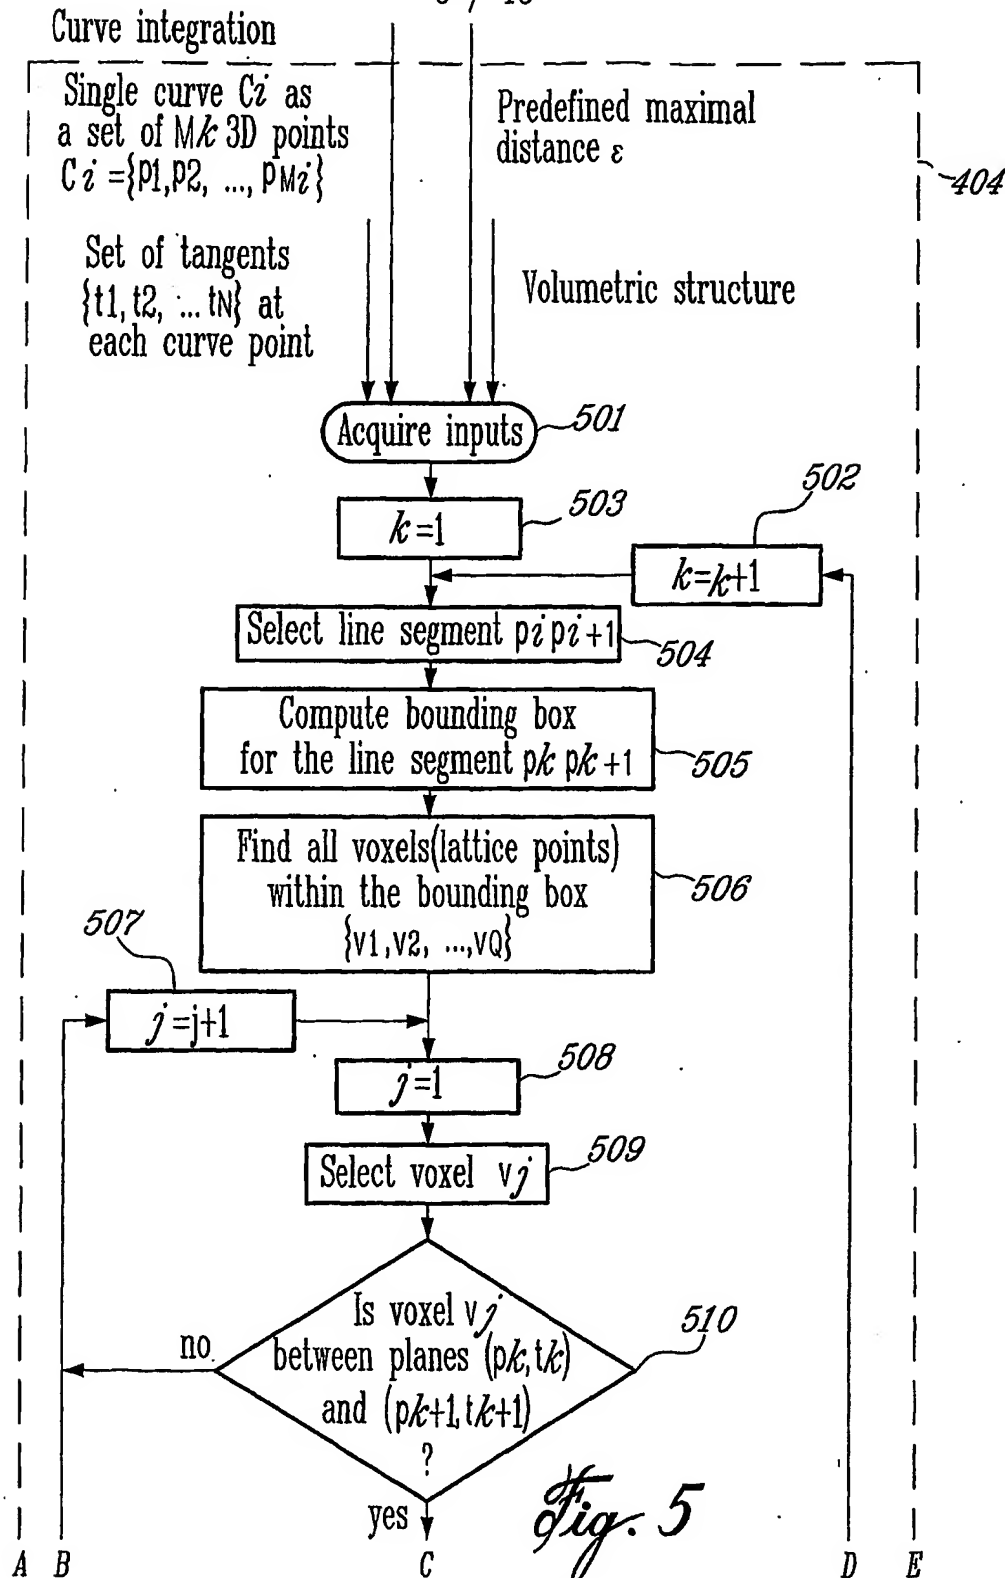 Curve integration
Single curve Ci as
a set of Mk 3D points
Ci ={p1,p2, ..., pMi}
Predefined maximal
distance ε
404
Set of tangents
{t1, t2, ... tN} at
each curve point
Volumetric structure
Acquire inputs
501
k=1
503
502
k=k+1
Select line segment pi pi+1
504
Compute bounding box
for the line segment pk pk+1
505
Find all voxels(lattice points)
within the bounding box
{v1,v2, ...,vQ}
506
507
j=j+1
j=1
508
Select voxel vj
509
Is voxel vj
between planes (pk,tk)
and (pk+1,tk+1)
?
510
no
yes
Fig. 5
A B C D E